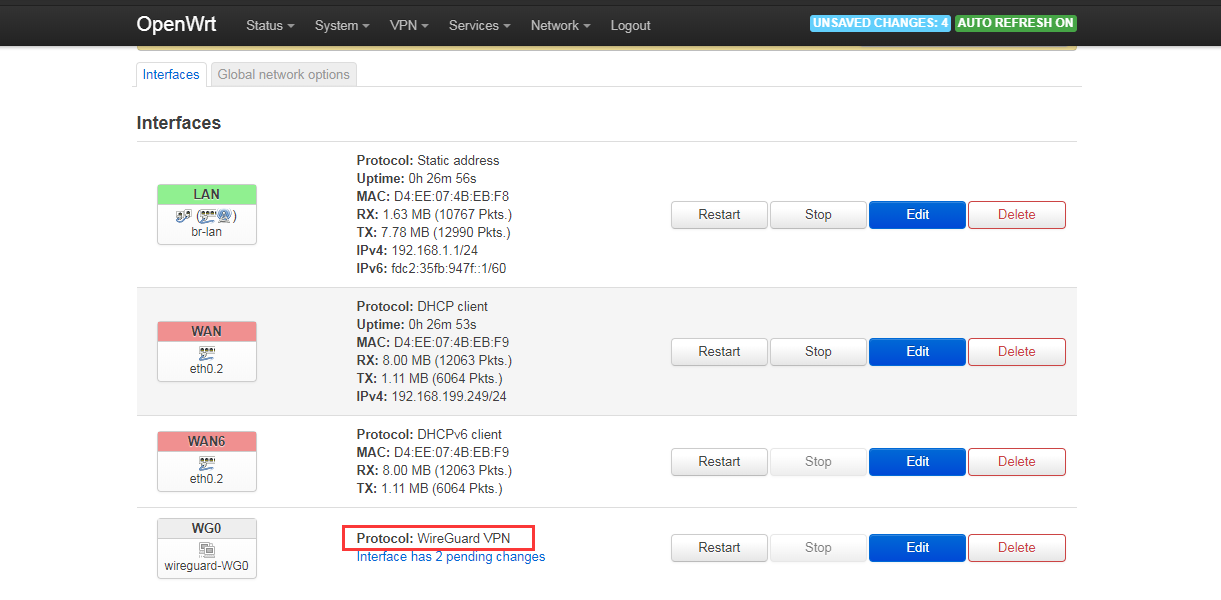 OpenWrt Status System VPN Services Network Logout UNSAVED CHANGES: 4 AUTO REFRESH ON
Interfaces Global network options
Interfaces
LAN
br-lan
Protocol: Static address
Uptime: 0h 26m 56s
MAC: D4:EE:07:4B:EB:F8
RX: 1.63 MB (10767 Pkts.)
TX: 7.78 MB (12990 Pkts.)
IPv4: 192.168.1.1/24
IPv6: fdc2:35fb:947f::1/60
Restart Stop Edit Delete
WAN
eth0.2
Protocol: DHCP client
Uptime: 0h 26m 53s
MAC: D4:EE:07:4B:EB:F9
RX: 8.00 MB (12063 Pkts.)
TX: 1.11 MB (6064 Pkts.)
IPv4: 192.168.199.249/24
Restart Stop Edit Delete
WAN6
eth0.2
Protocol: DHCPv6 client
MAC: D4:EE:07:4B:EB:F9
RX: 8.00 MB (12063 Pkts.)
TX: 1.11 MB (6064 Pkts.)
Restart Stop Edit Delete
WG0
wireguard-WG0
Protocol: WireGuard VPN
Interface has 2 pending changes
Restart Stop Edit Delete